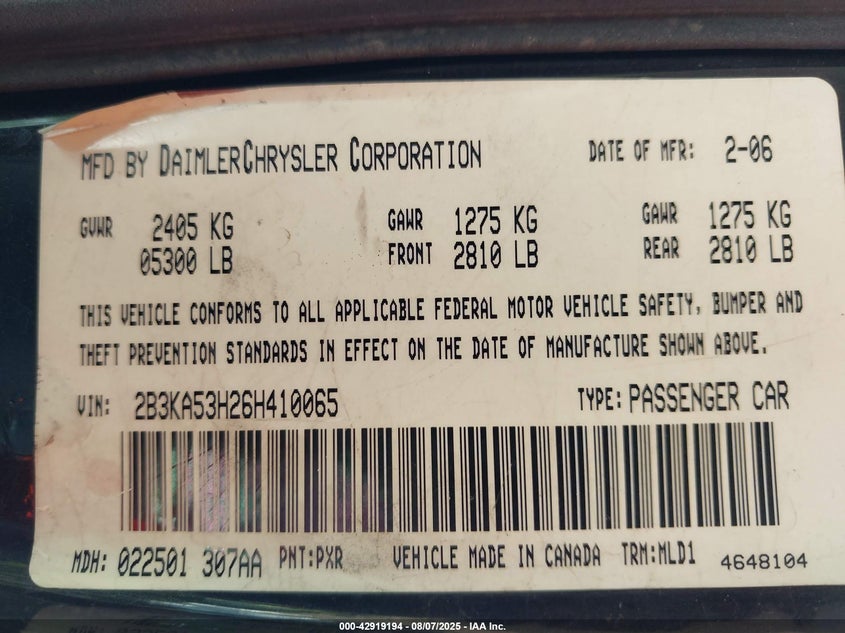 MFD BY DAIMLERCHRYSLER CORPORATION DATE OF MFR: 2-06
GVWR 2405 KG GAWR 1275 KG GAWR 1275 KG
05300 LB FRONT 2810 LB REAR 2810 LB
THIS VEHICLE CONFORMS TO ALL APPLICABLE FEDERAL MOTOR VEHICLE SAFETY, BUMPER AND
THEFT PREVENTION STANDARDS IN EFFECT ON THE DATE OF MANUFACTURE SHOWN ABOVE.
VIN: 2B3KA53H26H410065 TYPE: PASSENGER CAR
MDH: 022501 307AA PNT:PXR VEHICLE MADE IN CANADA TRM:MLD1 4648104
000-42919194 - 08/07/2025 - IAA Inc.